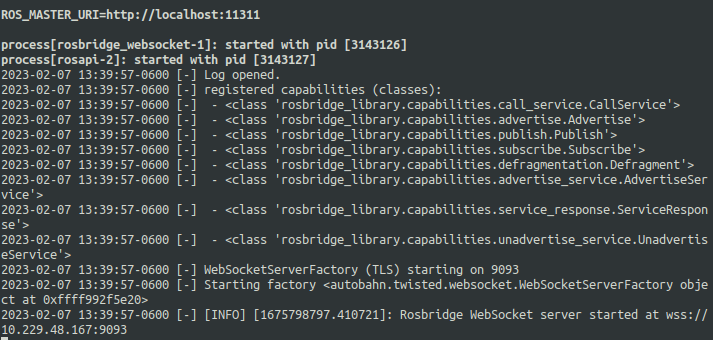 ROS_MASTER_URI=http://localhost:11311
process[rosbridge_websocket-1]: started with pid [3143126]
process[rosapi-2]: started with pid [3143127]
2023-02-07 13:39:57-0600 [-] Log opened.
2023-02-07 13:39:57-0600 [-] registered capabilities (classes):
2023-02-07 13:39:57-0600 [-]  - <class 'rosbridge_library.capabilities.call_service.CallService'>
2023-02-07 13:39:57-0600 [-]  - <class 'rosbridge_library.capabilities.advertise.Advertise'>
2023-02-07 13:39:57-0600 [-]  - <class 'rosbridge_library.capabilities.publish.Publish'>
2023-02-07 13:39:57-0600 [-]  - <class 'rosbridge_library.capabilities.subscribe.Subscribe'>
2023-02-07 13:39:57-0600 [-]  - <class 'rosbridge_library.capabilities.defragmentation.Defragment'>
2023-02-07 13:39:57-0600 [-]  - <class 'rosbridge_library.capabilities.advertise_service.AdvertiseSer
vice'>
2023-02-07 13:39:57-0600 [-]  - <class 'rosbridge_library.capabilities.service_response.ServiceRespon
se'>
2023-02-07 13:39:57-0600 [-]  - <class 'rosbridge_library.capabilities.unadvertise_service.Unadvertis
eService'>
2023-02-07 13:39:57-0600 [-] WebSocketServerFactory (TLS) starting on 9093
2023-02-07 13:39:57-0600 [-] Starting factory <autobahn.twisted.websocket.WebSocketServerFactory obje
ct at 0xffff992f5e20>
2023-02-07 13:39:57-0600 [-] [INFO] [1675798797.410721]: Rosbridge WebSocket server started at wss://
10.229.48.167:9093